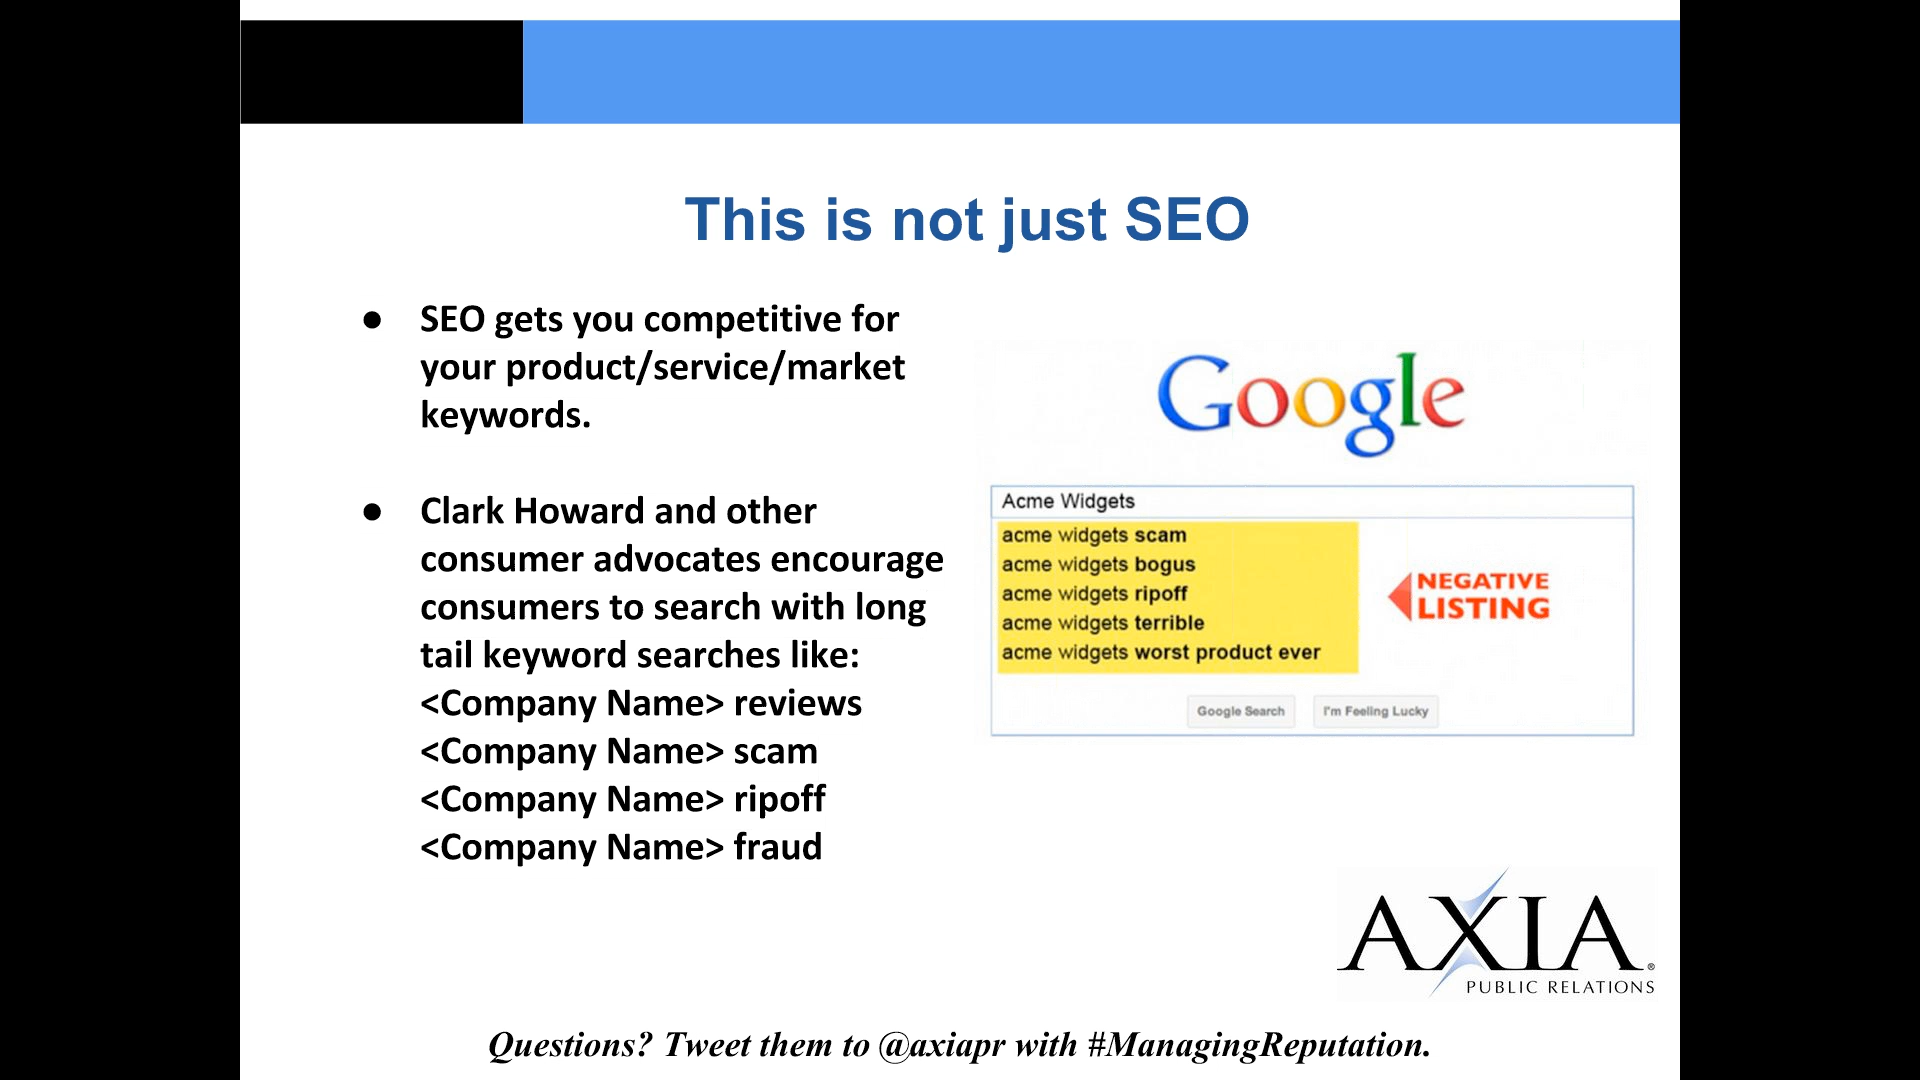 This is not just SEO
● SEO gets you competitive for
your product/service/market
keywords.
● Clark Howard and other
consumer advocates encourage
consumers to search with long
tail keyword searches like:
<Company Name> reviews
<Company Name> scam
<Company Name> ripoff
<Company Name> fraud
Google
Acme Widgets
acme widgets scam
acme widgets bogus
acme widgets ripoff
acme widgets terrible
acme widgets worst product ever
NEGATIVE
LISTING
Google Search
I'm Feeling Lucky
AXIA®
PUBLIC RELATIONS
Questions? Tweet them to @axiapr with #ManagingReputation.